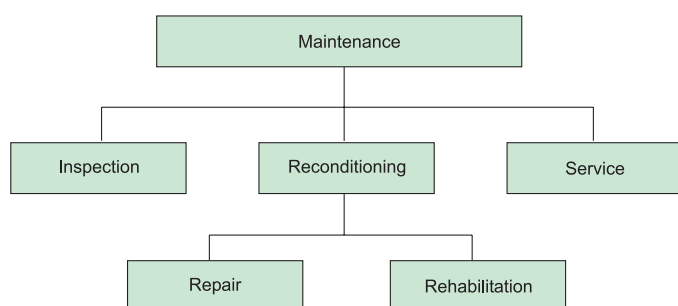 Maintenance
Inspection
Reconditioning
Service
Repair
Rehabilitation